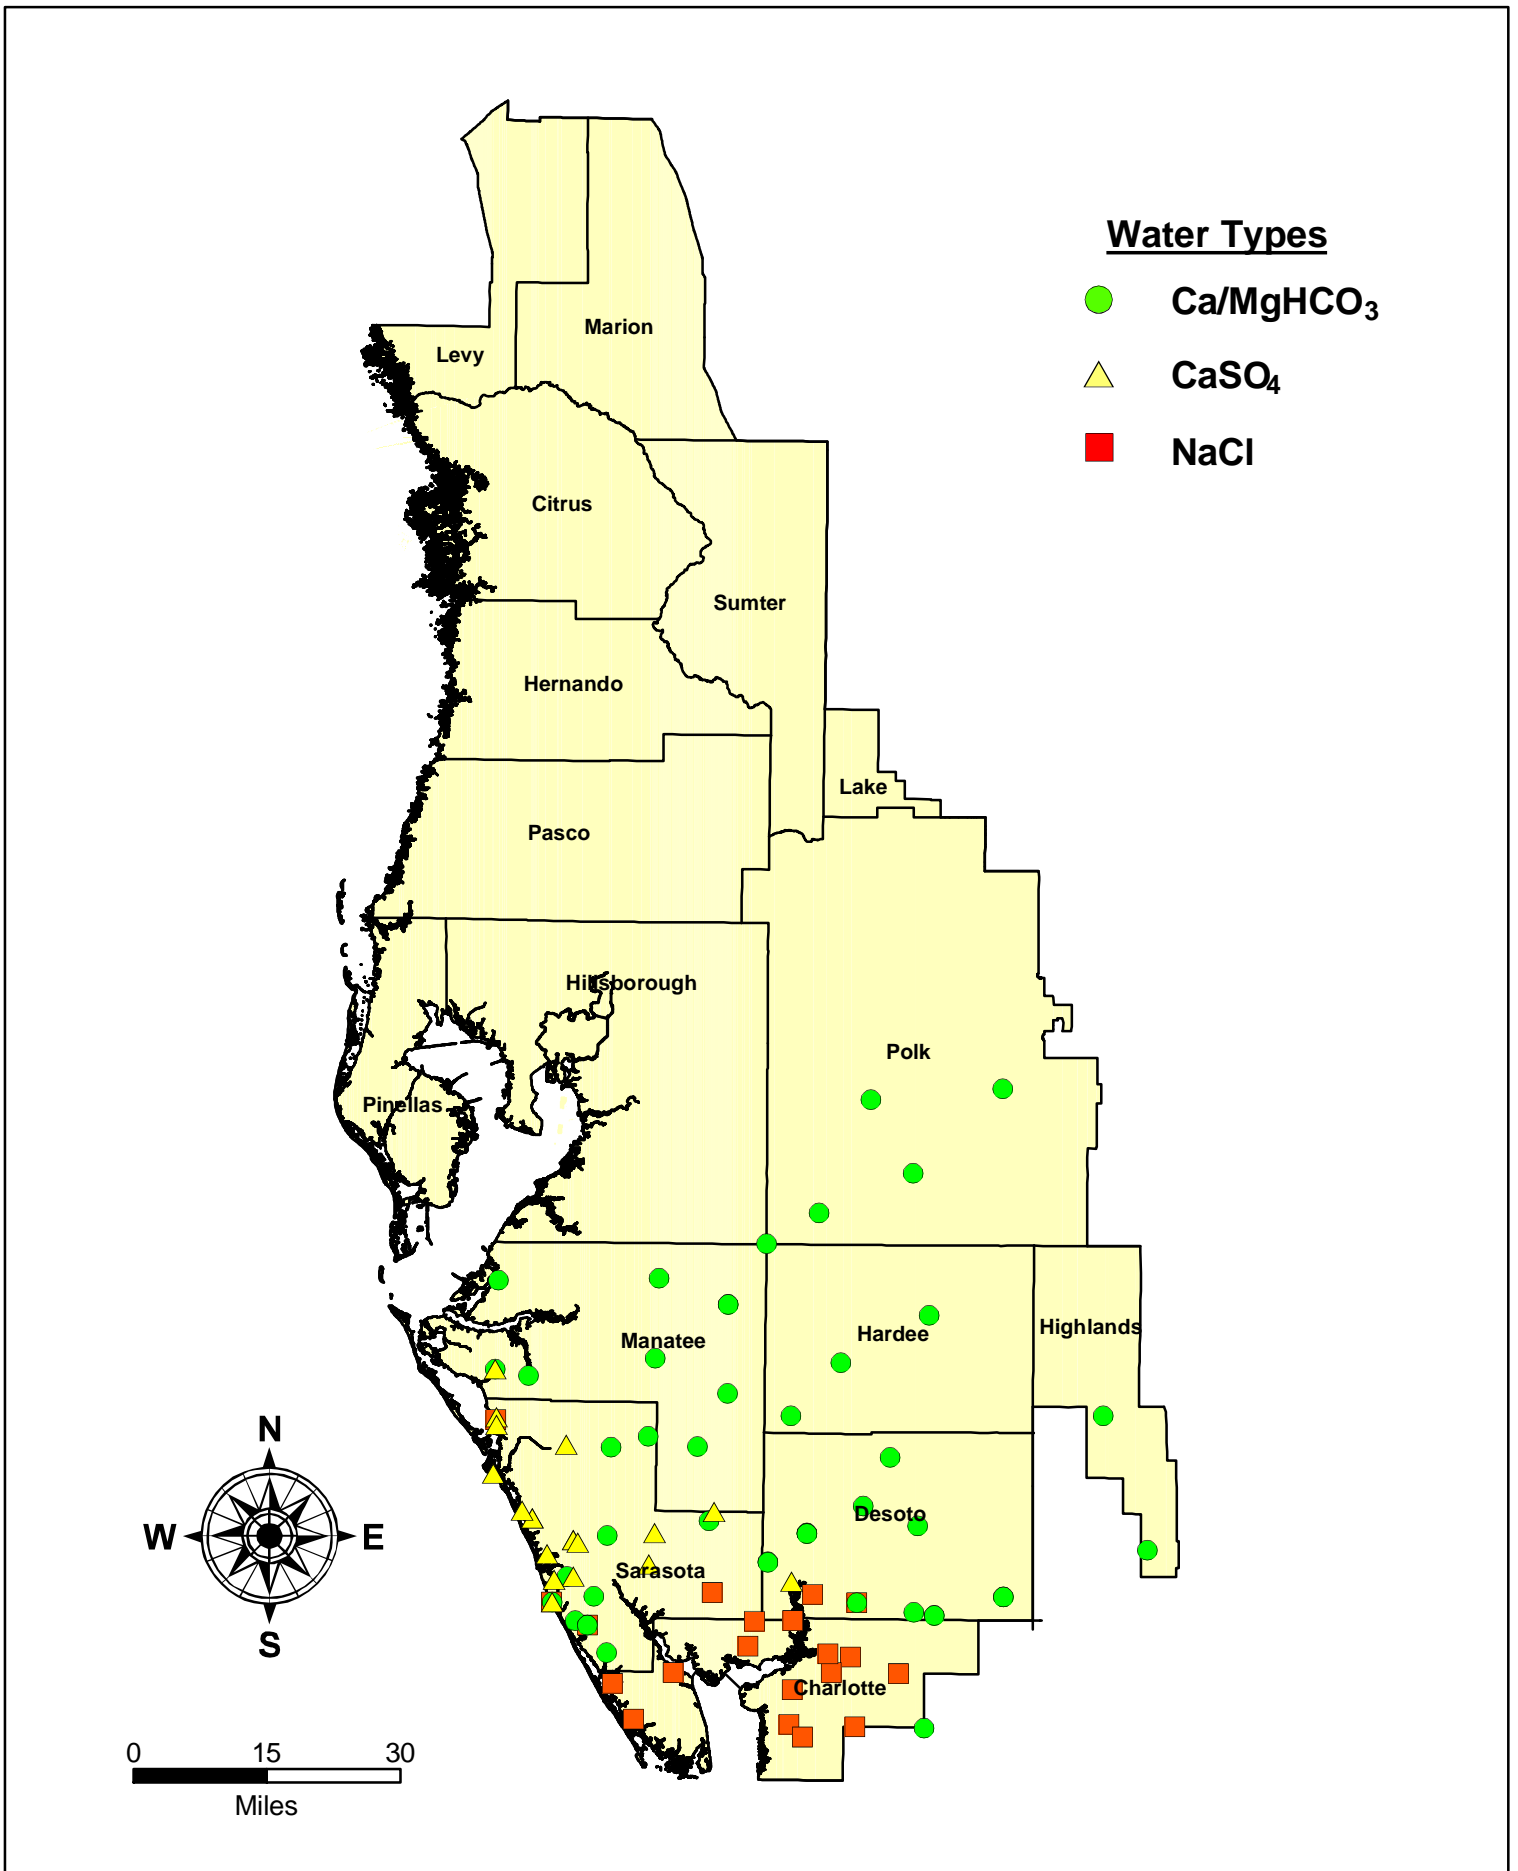 Water Types
Ca/MgHCO3
CaSO4
NaCl
Marion
Levy
Citrus
Sumter
Hernando
Lake
Pasco
Hillsborough
Polk
Pinellas
Manatee
Hardee
Highlands
Desoto
Sarasota
Charlotte
N
W E
S
0 15 30
Miles